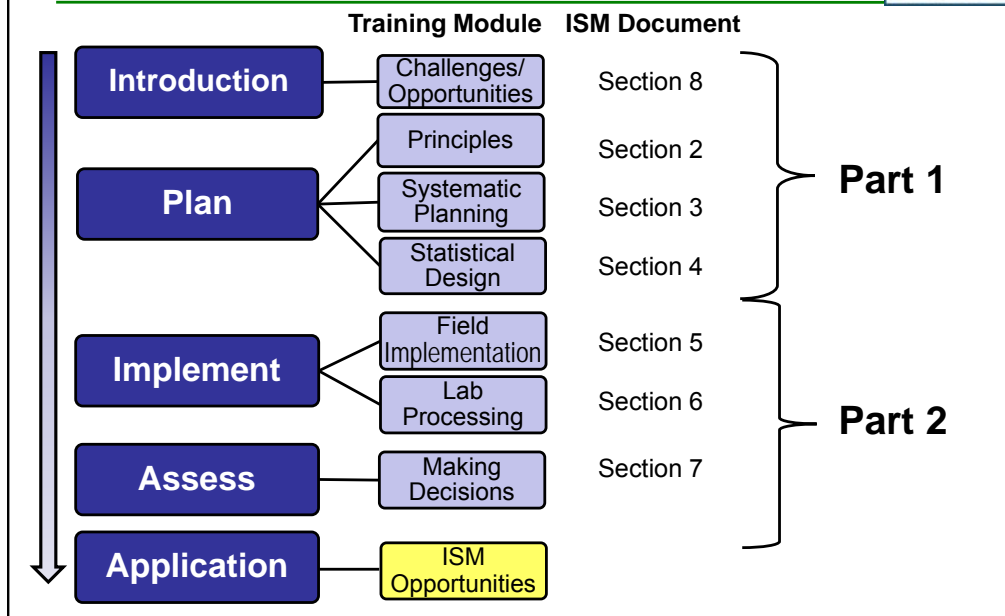 Training Module ISM Document
Introduction
Challenges/
Opportunities
Section 8
Plan
Principles
Section 2
Systematic
Planning
Section 3
Statistical
Design
Section 4
Part 1
Implement
Field
Implementation
Section 5
Lab
Processing
Section 6
Part 2
Assess
Making
Decisions
Section 7
Application
ISM
Opportunities